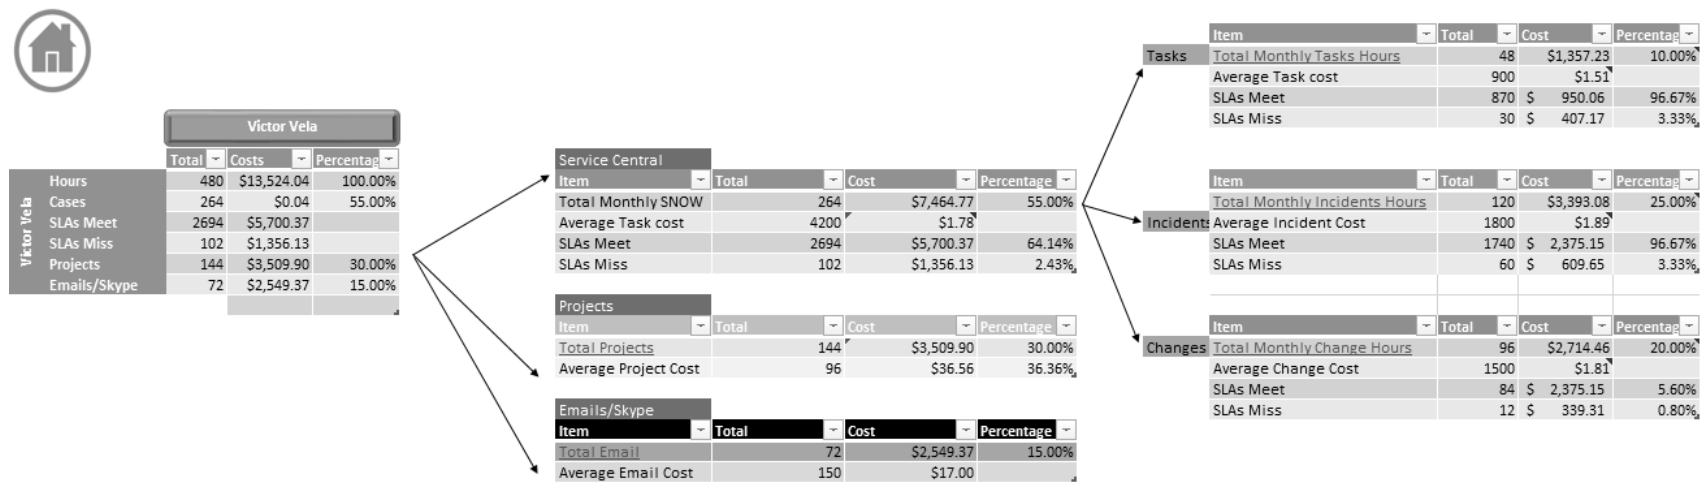 Victor Vela
Total Costs Percentag
Victor Vela
Hours 480 $13,524.04 100.00%
Cases 264 $0.04 55.00%
SLAs Meet 2694 $5,700.37
SLAs Miss 102 $1,356.13
Projects 144 $3,509.90 30.00%
Emails/Skype 72 $2,549.37 15.00%
Service Central
Item Total Cost Percentage
Total Monthly SNOW 264 $7,464.77 55.00%
Average Task cost 4200 $1.78
SLAs Meet 2694 $5,700.37 64.14%
SLAs Miss 102 $1,356.13 2.43%
Projects
Item Total Cost Percentage
Total Projects 144 $3,509.90 30.00%
Average Project Cost 96 $36.56 36.36%
Emails/Skype
Item Total Cost Percentage
Total Email 72 $2,549.37 15.00%
Average Email Cost 150 $17.00
Tasks
Item Total Cost Percentag
Total Monthly Tasks Hours 48 $1,357.23 10.00%
Average Task cost 900 $1.51
SLAs Meet 870 $ 950.06 96.67%
SLAs Miss 30 $ 407.17 3.33%
Incidents
Item Total Cost Percentag
Total Monthly Incidents Hours 120 $3,393.08 25.00%
Average Incident Cost 1800 $1.89
SLAs Meet 1740 $ 2,375.15 96.67%
SLAs Miss 60 $ 609.65 3.33%
Changes
Item Total Cost Percentag
Total Monthly Change Hours 96 $2,714.46 20.00%
Average Change Cost 1500 $1.81
SLAs Meet 84 $ 2,375.15 5.60%
SLAs Miss 12 $ 339.31 0.80%